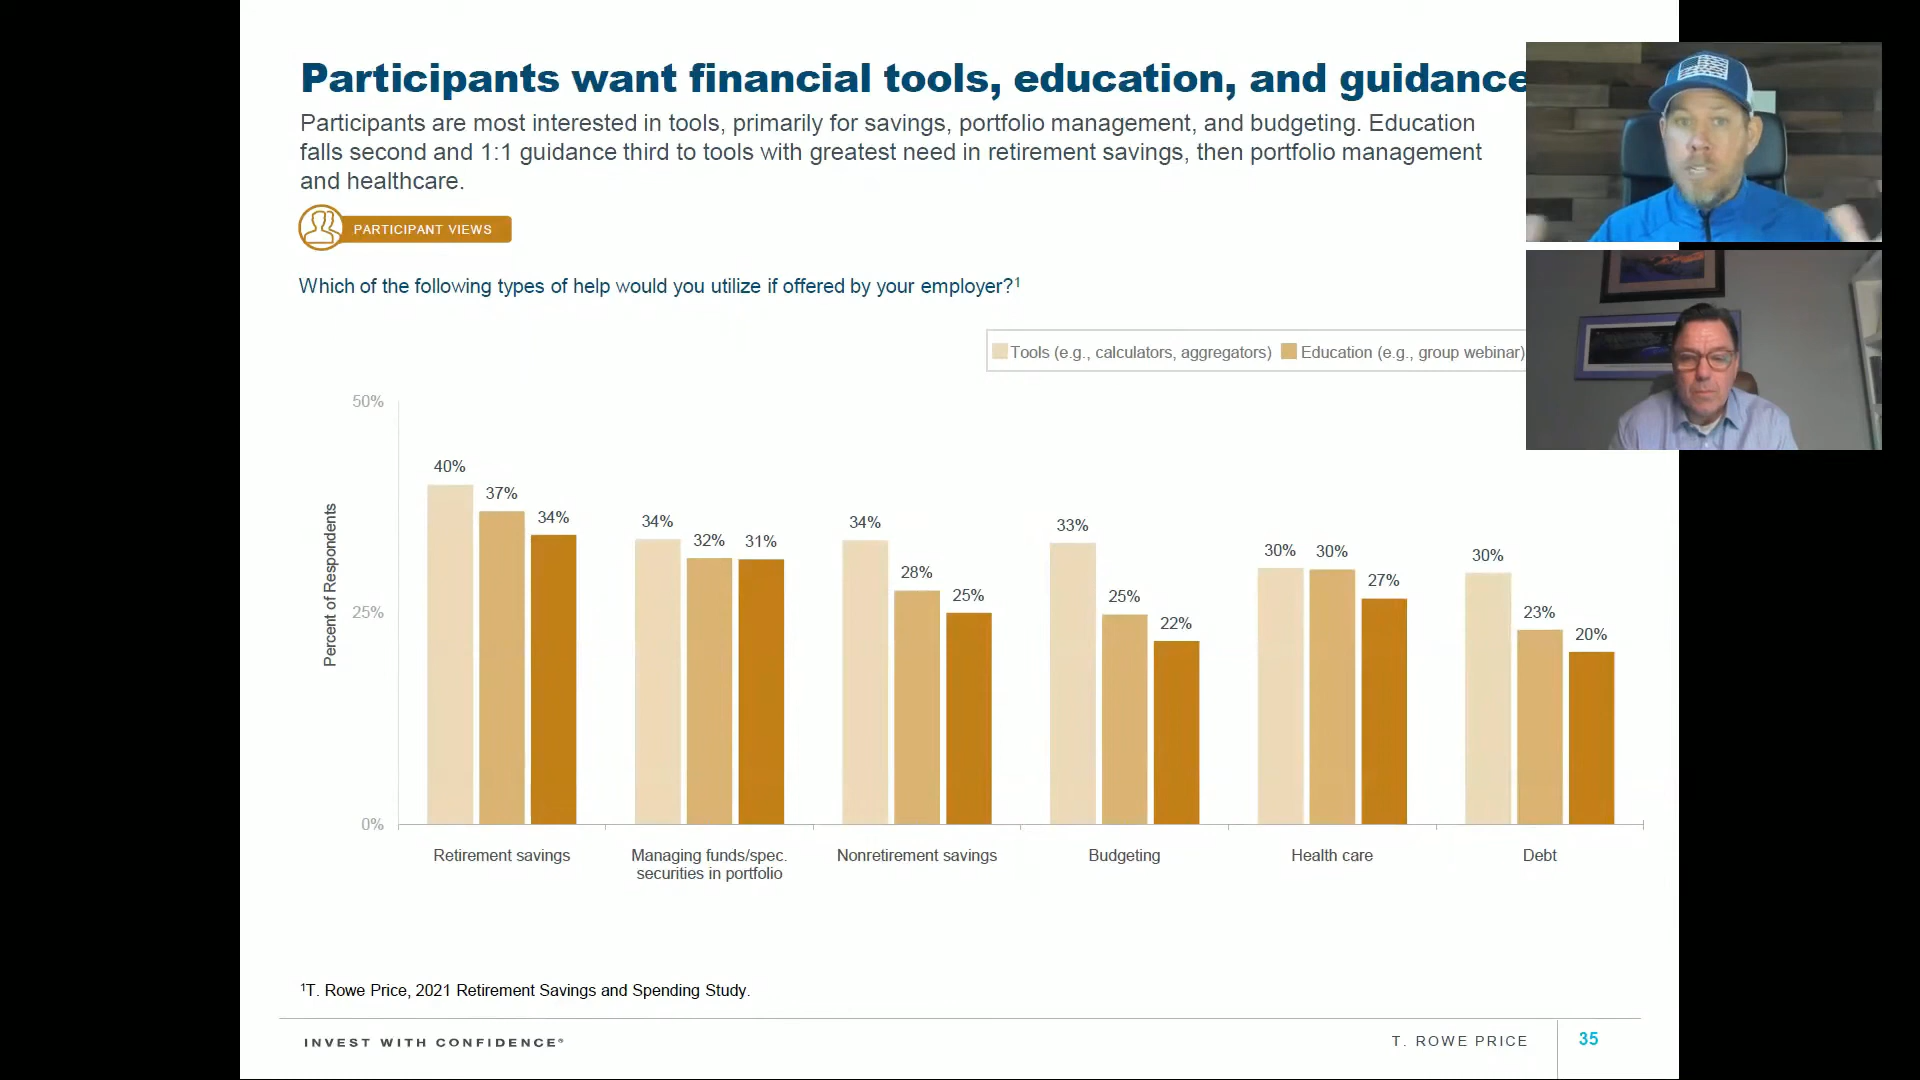 Participants want financial tools, education, and guidance
Participants are most interested in tools, primarily for savings, portfolio management, and budgeting. Education
falls second and 1:1 guidance third to tools with greatest need in retirement savings, then portfolio management
and healthcare.
PARTICIPANT VIEWS
Which of the following types of help would you utilize if offered by your employer?¹
Tools (e.g., calculators, aggregators) Education (e.g., group webinar)
Percent of Respondents
50%
25%
0%
40% 37% 34%
34% 32% 31%
34% 28% 25%
33% 25% 22%
30% 30% 27%
30% 23% 20%
Retirement savings
Managing funds/spec.
securities in portfolio
Nonretirement savings
Budgeting
Health care
Debt
¹T. Rowe Price, 2021 Retirement Savings and Spending Study.
INVEST WITH CONFIDENCE®
T. ROWE PRICE
35